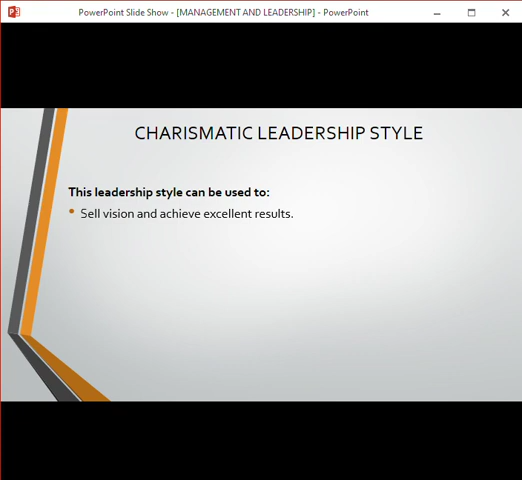 PowerPoint Slide Show - [MANAGEMENT AND LEADERSHIP] - PowerPoint
CHARISMATIC LEADERSHIP STYLE
This leadership style can be used to:
• Sell vision and achieve excellent results.